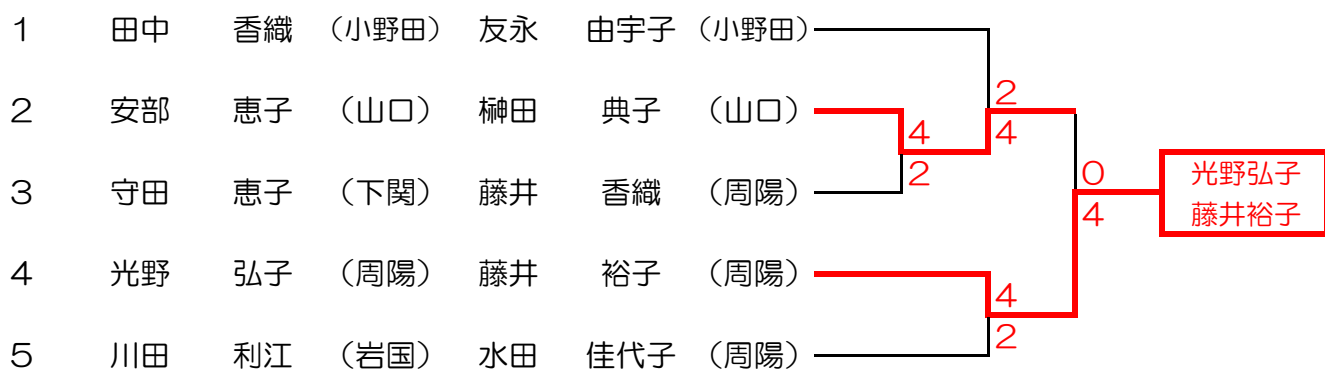 １ 田中 香織 （小野田） 友永 由宇子 （小野田）
２
２ 安部 恵子 （山口） 榊田 典子 （山口）
４ ４
２ ０ 光野弘子
３ 守田 恵子 （下関） 藤井 香織 （周陽）
４ 藤井裕子
４ 光野 弘子 （周陽） 藤井 裕子 （周陽）
４
２
５ 川田 利江 （岩国） 水田 佳代子 （周陽）